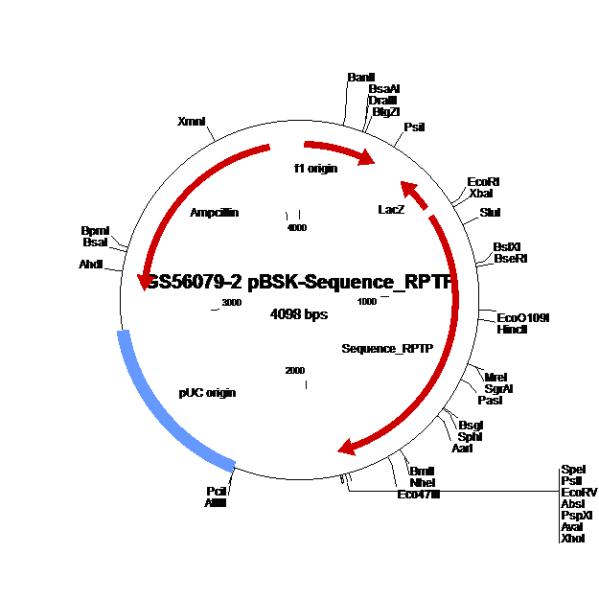 BanII
BsaAI
DraIII
BtgZI
XmnI
PsiI
f1 origin
EcoRI
XbaI
LacZ
StuI
Ampcillin
4000
BpmI
BsaI
BstXI
BseRI
AhdI
GS56079-2 pBSK-Sequence_RPTP
3000
1000
4098 bps
EcoO109I
HincII
Sequence_RPTP
2000
MreI
SgrAI
PasI
pUC origin
BsgI
SphI
AarI
BmtI
NheI
Eco47III
PciI
SpeI
PstI
EcoRV
AbsI
PspXI
AvaI
XhoI